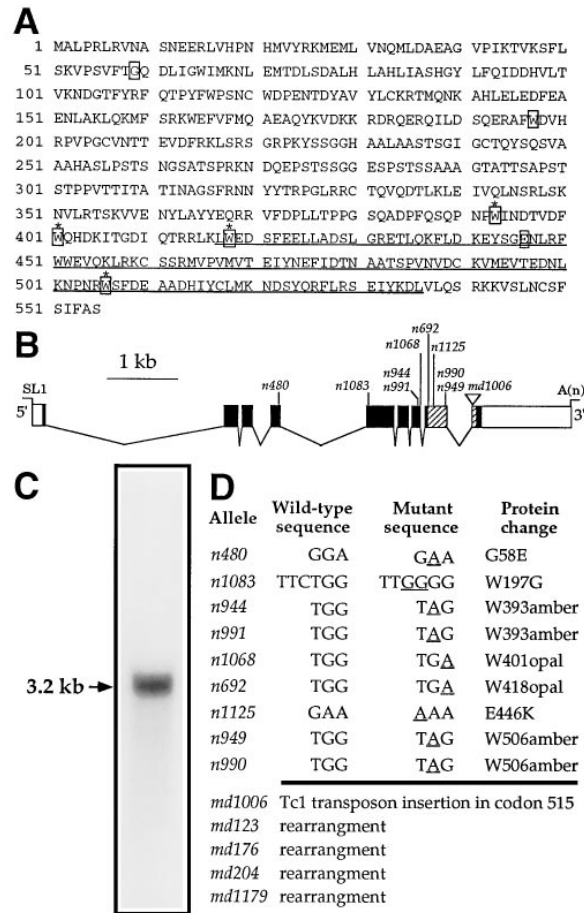 A
1 MALPRLRVNA SNEERLVHPN HMVYRKMEML VNQMLDAEAG VPIKTVKSFL
51 SKVPSVFTGQ DLIGWIMKNL EMTDLSDALH LAHLIASHGY LFQIDDHVLT
101 VKNDGTFYRF QTPYFWPSNC WDPENTDYAV YLCKRTMQNK AHLELEDFEA
151 ENLAKLQKMF SRKWEFVFMQ AEAQYKVDKK RDRQERQILD SQERAFWDVH
201 RPVPGCVNTT EVDFRKLSRS GRPKYSSGGH AALAASTSGI GCTQYSQSVA
251 AAHASLPSTS NGSATSPRKN DQEPSTSSGG ESPSTSSAAA GTATTSAPST
301 STPPVTTITA TINAGSFRNN YYTRPGLRRC TQVQDTLKLE IVQLNSRLSK
351 NVLRTSKVVE NYLAYYEQRR VFDPLLTPPG SQADPFQSQP NPWINDTVDF
401 WQHDKITGDI QTRRLKLWED SFEELLADSL GRETLQKFLD KEYSGENLRF
451 WWEVQKLRKC SSRMVPVMVT EIYNEFIDTN AATSPVNVDC KVMEVTEDNL
501 KNPNRWSFDE AADHIYCLMK NDSYQRFLRS EIYKDLVLQS RKKVSLNCSF
551 SIFAS
B
1 kb
n692
n1068 n1125
n944 n990
SL1 n480 n1083 n991 n949 md1006 A(n)
5' 3'
C
3.2 kb
D
Allele Wild-type sequence Mutant sequence Protein change
n480 GGA GAA G58E
n1083 TTCTGG TTGGGG W197G
n944 TGG TAG W393amber
n991 TGG TAG W393amber
n1068 TGG TGA W401opal
n692 TGG TGA W418opal
n1125 GAA AAA E446K
n949 TGG TAG W506amber
n990 TGG TAG W506amber
md1006 Tc1 transposon insertion in codon 515
md123 rearrangment
md176 rearrangment
md204 rearrangment
md1179 rearrangment